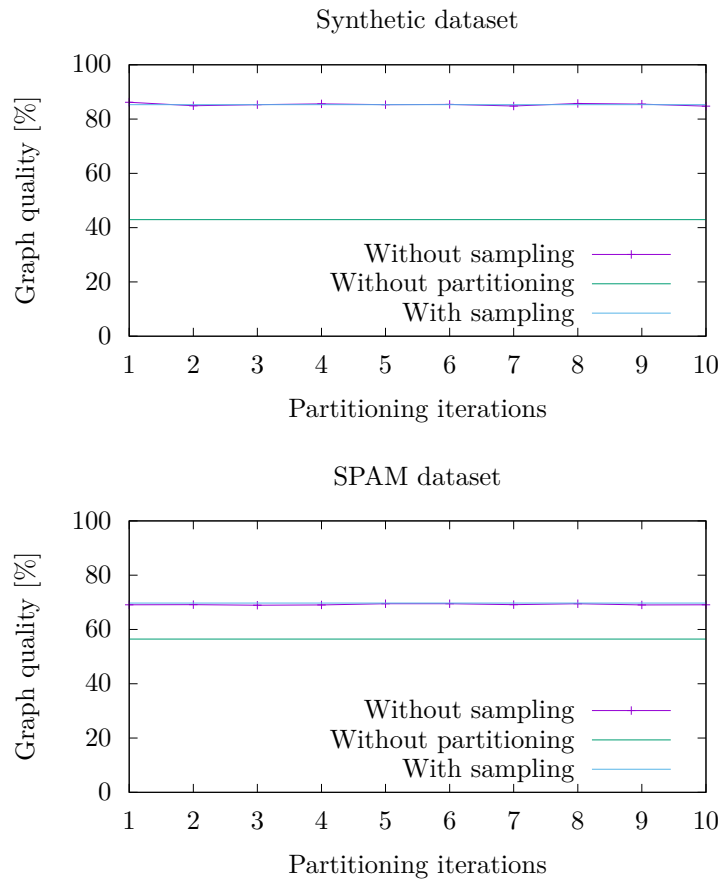 Synthetic dataset
Graph quality [%]
100
80
60
40
20
0
Without sampling
Without partitioning
With sampling
1 2 3 4 5 6 7 8 9 10
Partitioning iterations
SPAM dataset
Graph quality [%]
100
80
60
40
20
0
Without sampling
Without partitioning
With sampling
1 2 3 4 5 6 7 8 9 10
Partitioning iterations